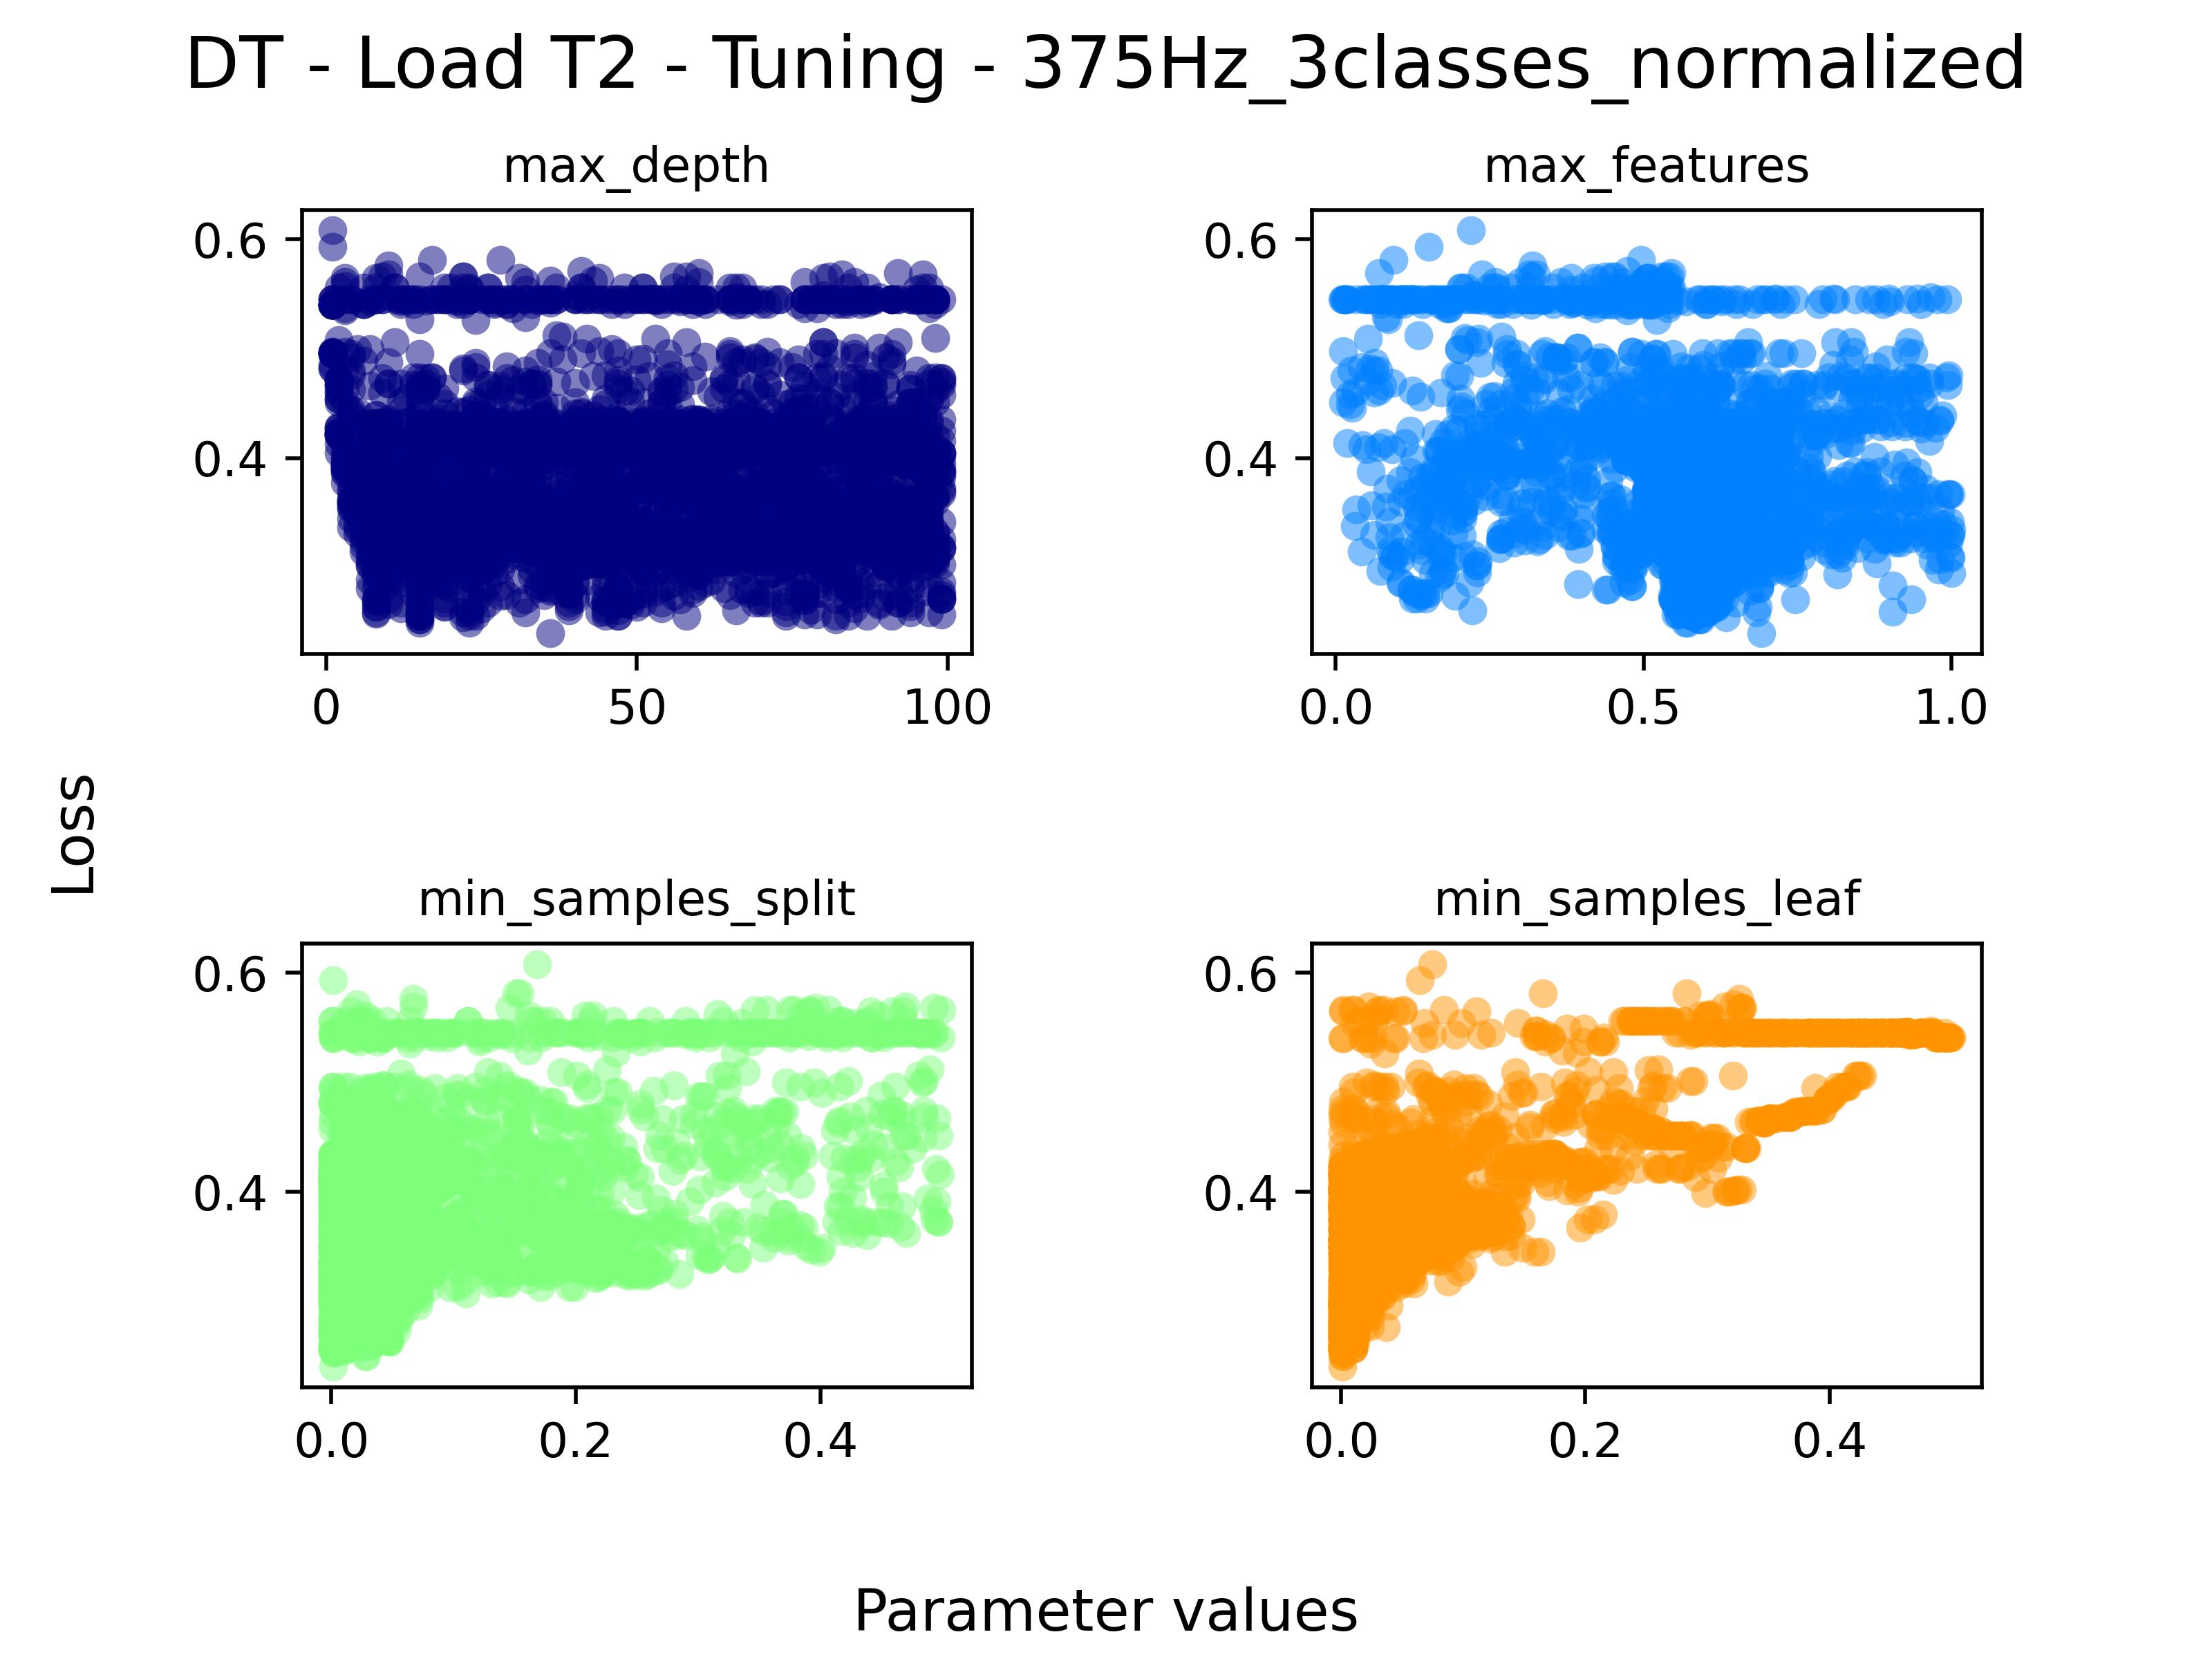 DT - Load T2 - Tuning - 375Hz_3classes_normalized
max_depth
0.6
0.4
0
50
100
max_features
0.6
0.4
0.0
0.5
1.0
Loss
min_samples_split
0.6
0.4
0.0
0.2
0.4
min_samples_leaf
0.6
0.4
0.0
0.2
0.4
Parameter values